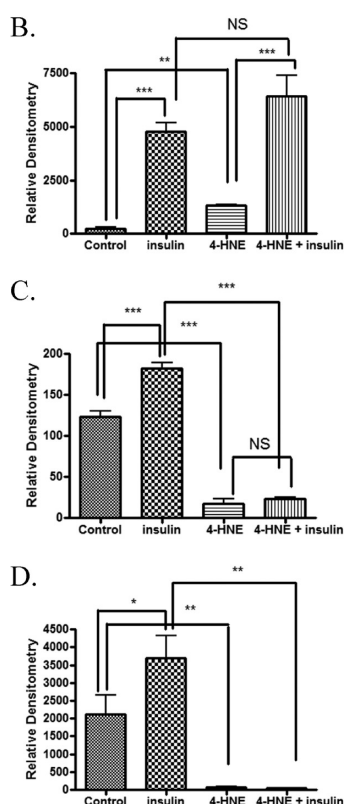 B.
NS
** ***
***
7500
5000
2500
0
Relative Densitometry
Control insulin 4-HNE 4-HNE + insulin
C.
***
*** ***
NS
200
150
100
50
0
Relative Densitometry
Control insulin 4-HNE 4-HNE + insulin
D.
**
* **
4500
4000
3500
3000
2500
2000
1500
1000
500
0
Relative Densitometry
Control insulin 4-HNE 4-HNE + insulin